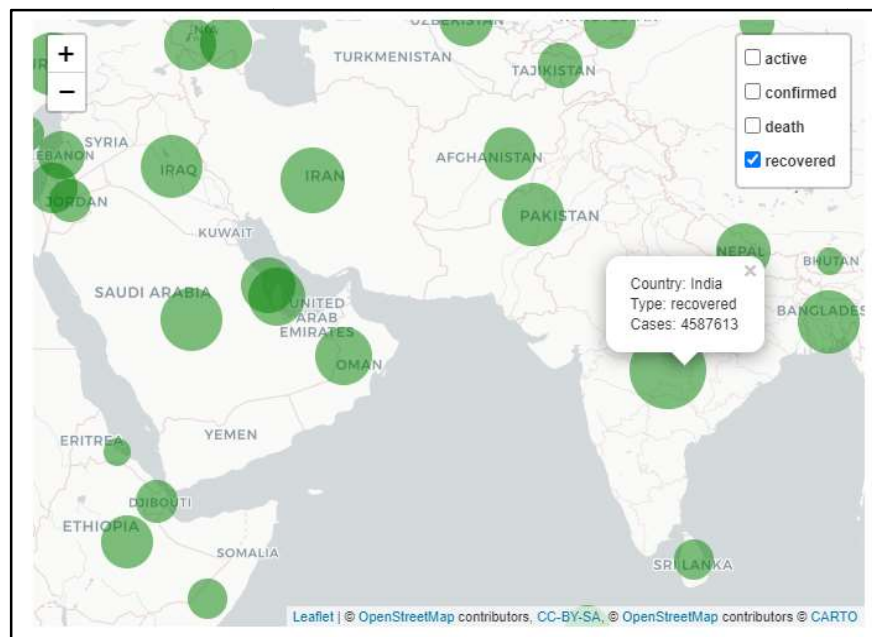 UZBEKISTAN
TURKMENISTAN
TAJIKISTAN
+
−
active
confirmed
death
recovered
SYRIA
LEBANON
IRAQ
IRAN
AFGHANISTAN
JORDAN
PAKISTAN
KUWAIT
NEPAL
BHUTAN
SAUDI ARABIA
UNITED
ARAB
EMIRATES
BANGLADES
OMAN
×
Country: India
Type: recovered
Cases: 4587613
ERITREA
YEMEN
DJIBOUTI
ETHIOPIA
SOMALIA
SRI LANKA
Leaflet | © OpenStreetMap contributors, CC-BY-SA, © OpenStreetMap contributors © CARTO